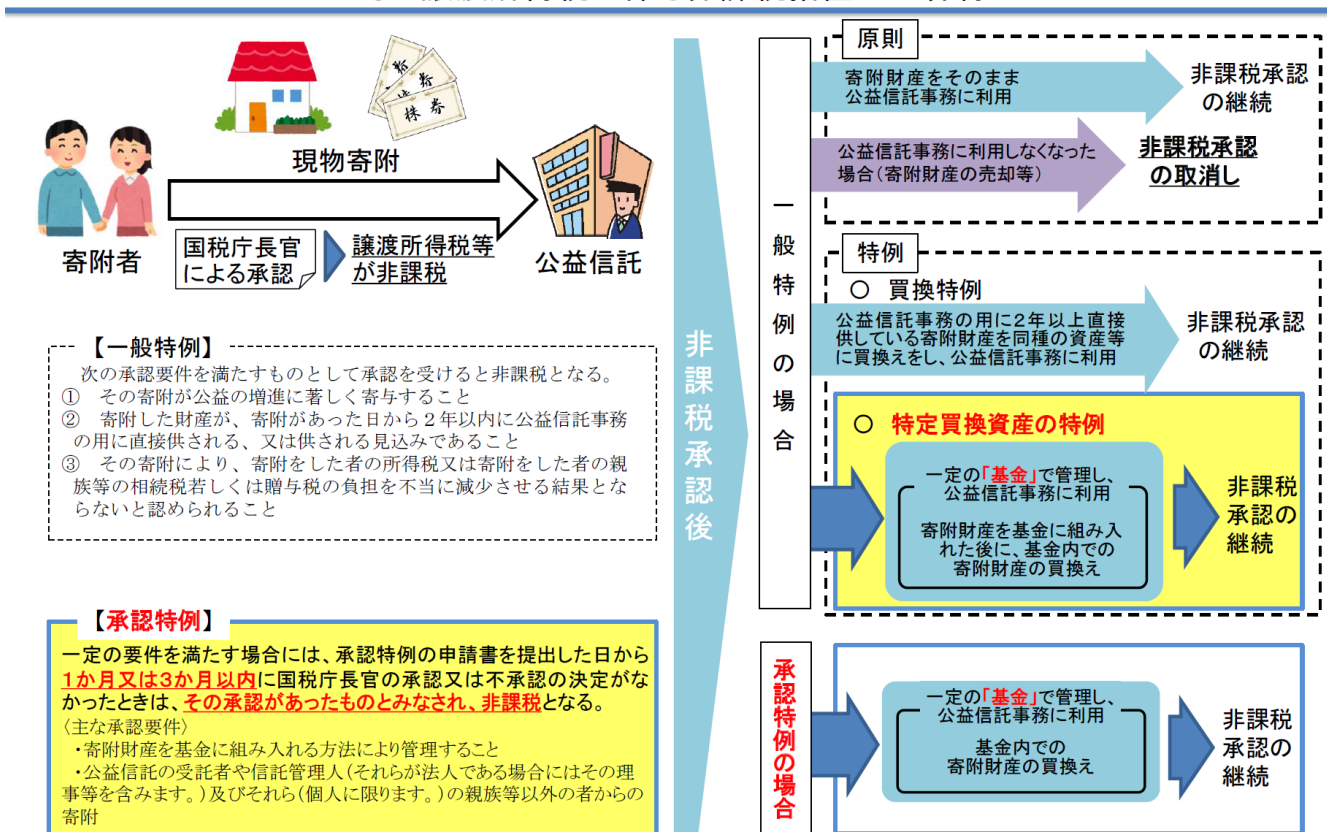 現物寄附
寄附者
国税庁長官
による承認
譲渡所得税等
が非課税
公益信託
株券
【一般特例】
次の承認要件を満たすものとして承認を受けると非課税となる。
① その寄附が公益の増進に著しく寄与すること
② 寄附した財産が、寄附があった日から2年以内に公益信託事務
の用に直接供される、又は供される見込みであること
③ その寄附により、寄附をした者の所得税又は寄附をした者の親
族等の相続税若しくは贈与税の負担を不当に減少させる結果とな
らないと認められること
【承認特例】
一定の要件を満たす場合には、承認特例の申請書を提出した日から
1か月又は3か月以内に国税庁長官の承認又は不承認の決定がな
かったときは、その承認があったものとみなされ、非課税となる。
〈主な承認要件〉
・寄附財産を基金に組み入れる方法により管理すること
・公益信託の受託者や信託管理人(それらが法人である場合にはその理
事等を含みます。)及びそれら(個人に限ります。)の親族等以外の者からの
寄附
非課税承認後
一般特例の場合
原則
寄附財産をそのまま
公益信託事務に利用
非課税承認
の継続
公益信託事務に利用しなくなった
場合(寄附財産の売却等)
非課税承認
の取消し
特例
○ 買換特例
公益信託事務の用に2年以上直接
供している寄附財産を同種の資産等
に買換えをし、公益信託事務に利用
非課税承認
の継続
○ 特定買換資産の特例
一定の「基金」で管理し、
公益信託事務に利用
寄附財産を基金に組み入
れた後に、基金内での
寄附財産の買換え
非課税
承認の
継続
承認特例の場合
一定の「基金」で管理し、
公益信託事務に利用
基金内での
寄附財産の買換え
非課税
承認の
継続